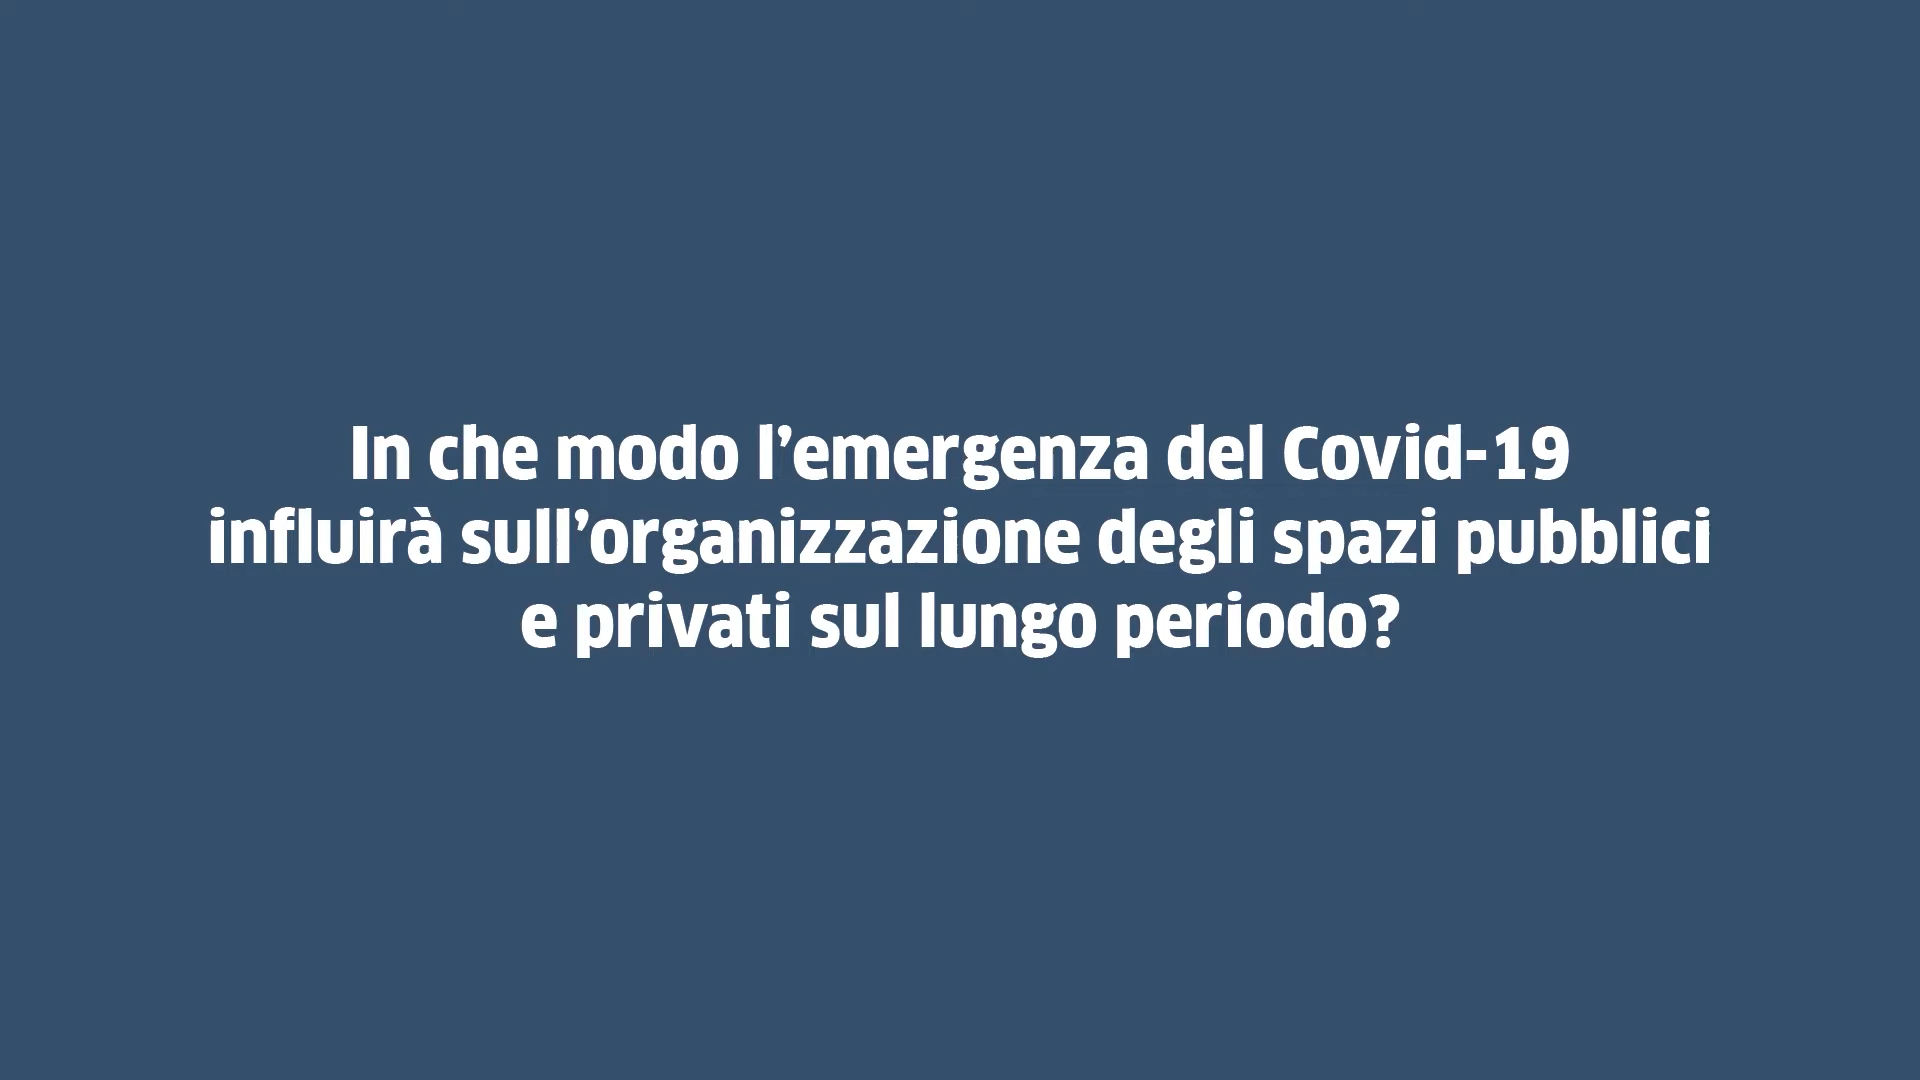 In che modo l’emergenza del Covid-19
influirà sull’organizzazione degli spazi pubblici
e privati sul lungo periodo?